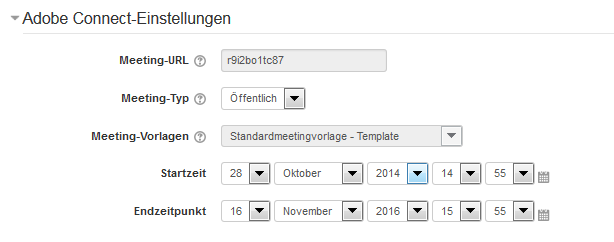 Adobe Connect-Einstellungen
Meeting-URL r9i2bo1tc87
Meeting-Typ Öffentlich
Meeting-Vorlagen Standardmeetingvorlage - Template
Startzeit 28 Oktober 2014 14 55
Endzeitpunkt 16 November 2016 15 55